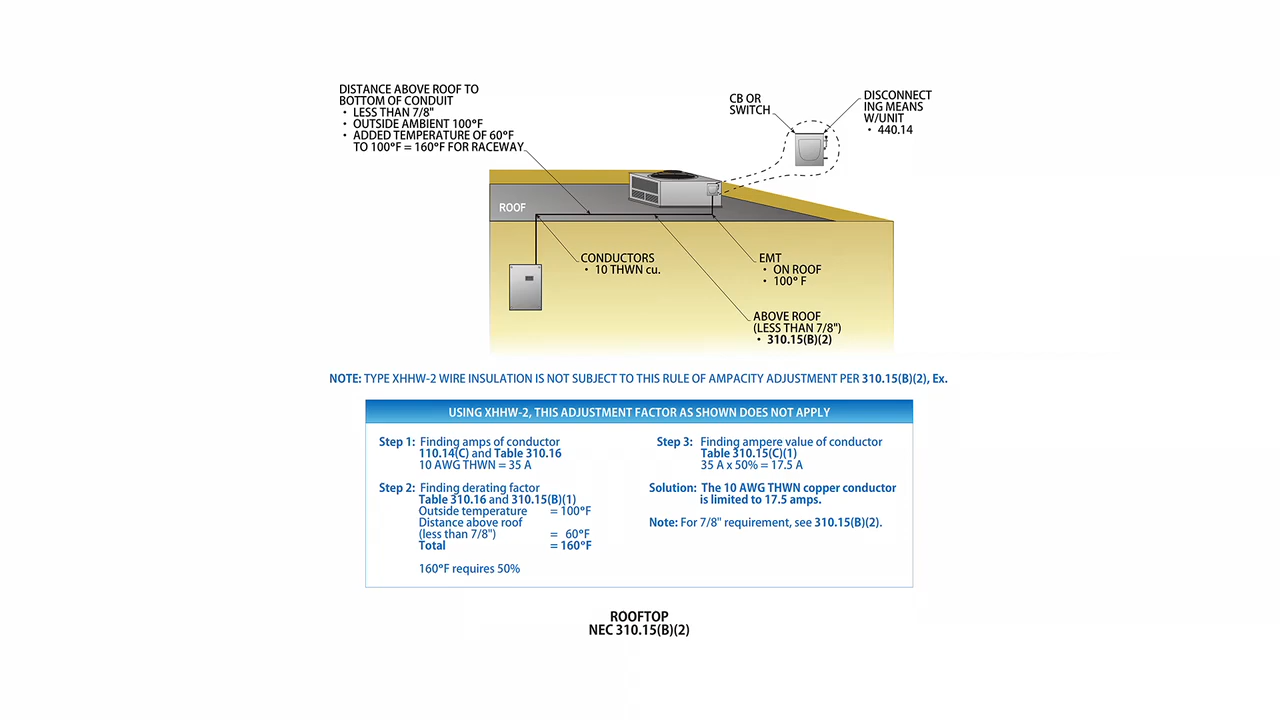 DISTANCE ABOVE ROOF TO
BOTTOM OF CONDUIT
• LESS THAN 7/8"
• OUTSIDE AMBIENT 100°F
• ADDED TEMPERATURE OF 60°F
TO 100°F = 160°F FOR RACEWAY
CB OR
SWITCH
DISCONNECT
ING MEANS
W/UNIT
• 440.14
ROOF
CONDUCTORS
• 10 THWN cu.
EMT
• ON ROOF
• 100° F
ABOVE ROOF
(LESS THAN 7/8")
• 310.15(B)(2)
NOTE: TYPE XHHW-2 WIRE INSULATION IS NOT SUBJECT TO THIS RULE OF AMPACITY ADJUSTMENT PER 310.15(B)(2), Ex.
USING XHHW-2, THIS ADJUSTMENT FACTOR AS SHOWN DOES NOT APPLY
Step 1: Finding amps of conductor
110.14(C) and Table 310.16
10 AWG THWN = 35 A
Step 2: Finding derating factor
Table 310.16 and 310.15(B)(1)
Outside temperature = 100°F
Distance above roof
(less than 7/8") = 60°F
Total = 160°F
160°F requires 50%
Step 3: Finding ampere value of conductor
Table 310.15(C)(1)
35 A x 50% = 17.5 A
Solution: The 10 AWG THWN copper conductor
is limited to 17.5 amps.
Note: For 7/8" requirement, see 310.15(B)(2).
ROOFTOP
NEC 310.15(B)(2)